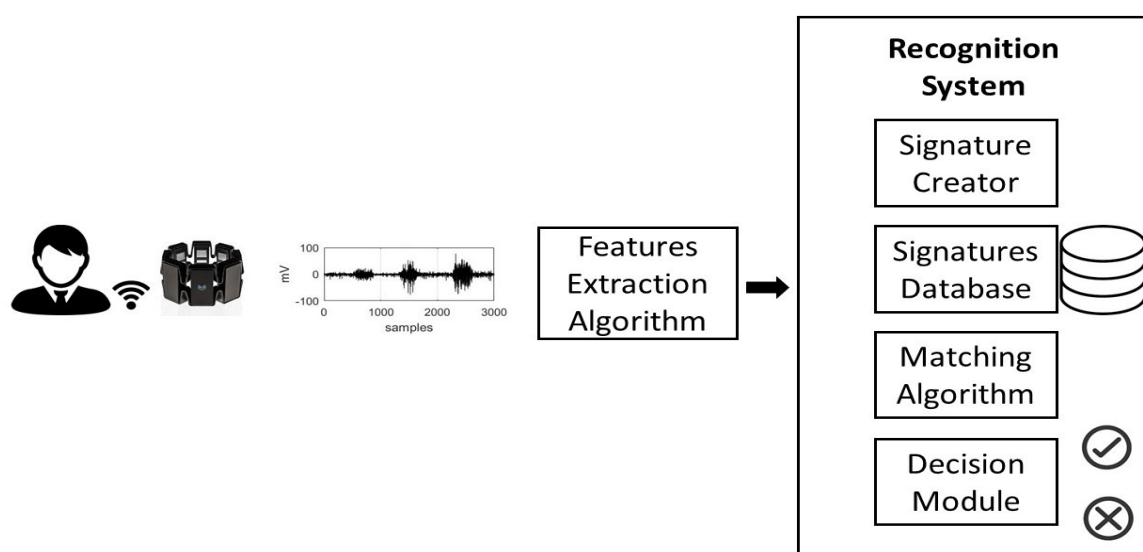 Recognition
System
Signature
Creator
Signatures
Database
Matching
Algorithm
Decision
Module
Features
Extraction
Algorithm
mV
100
0
-100
0
1000
2000
3000
samples